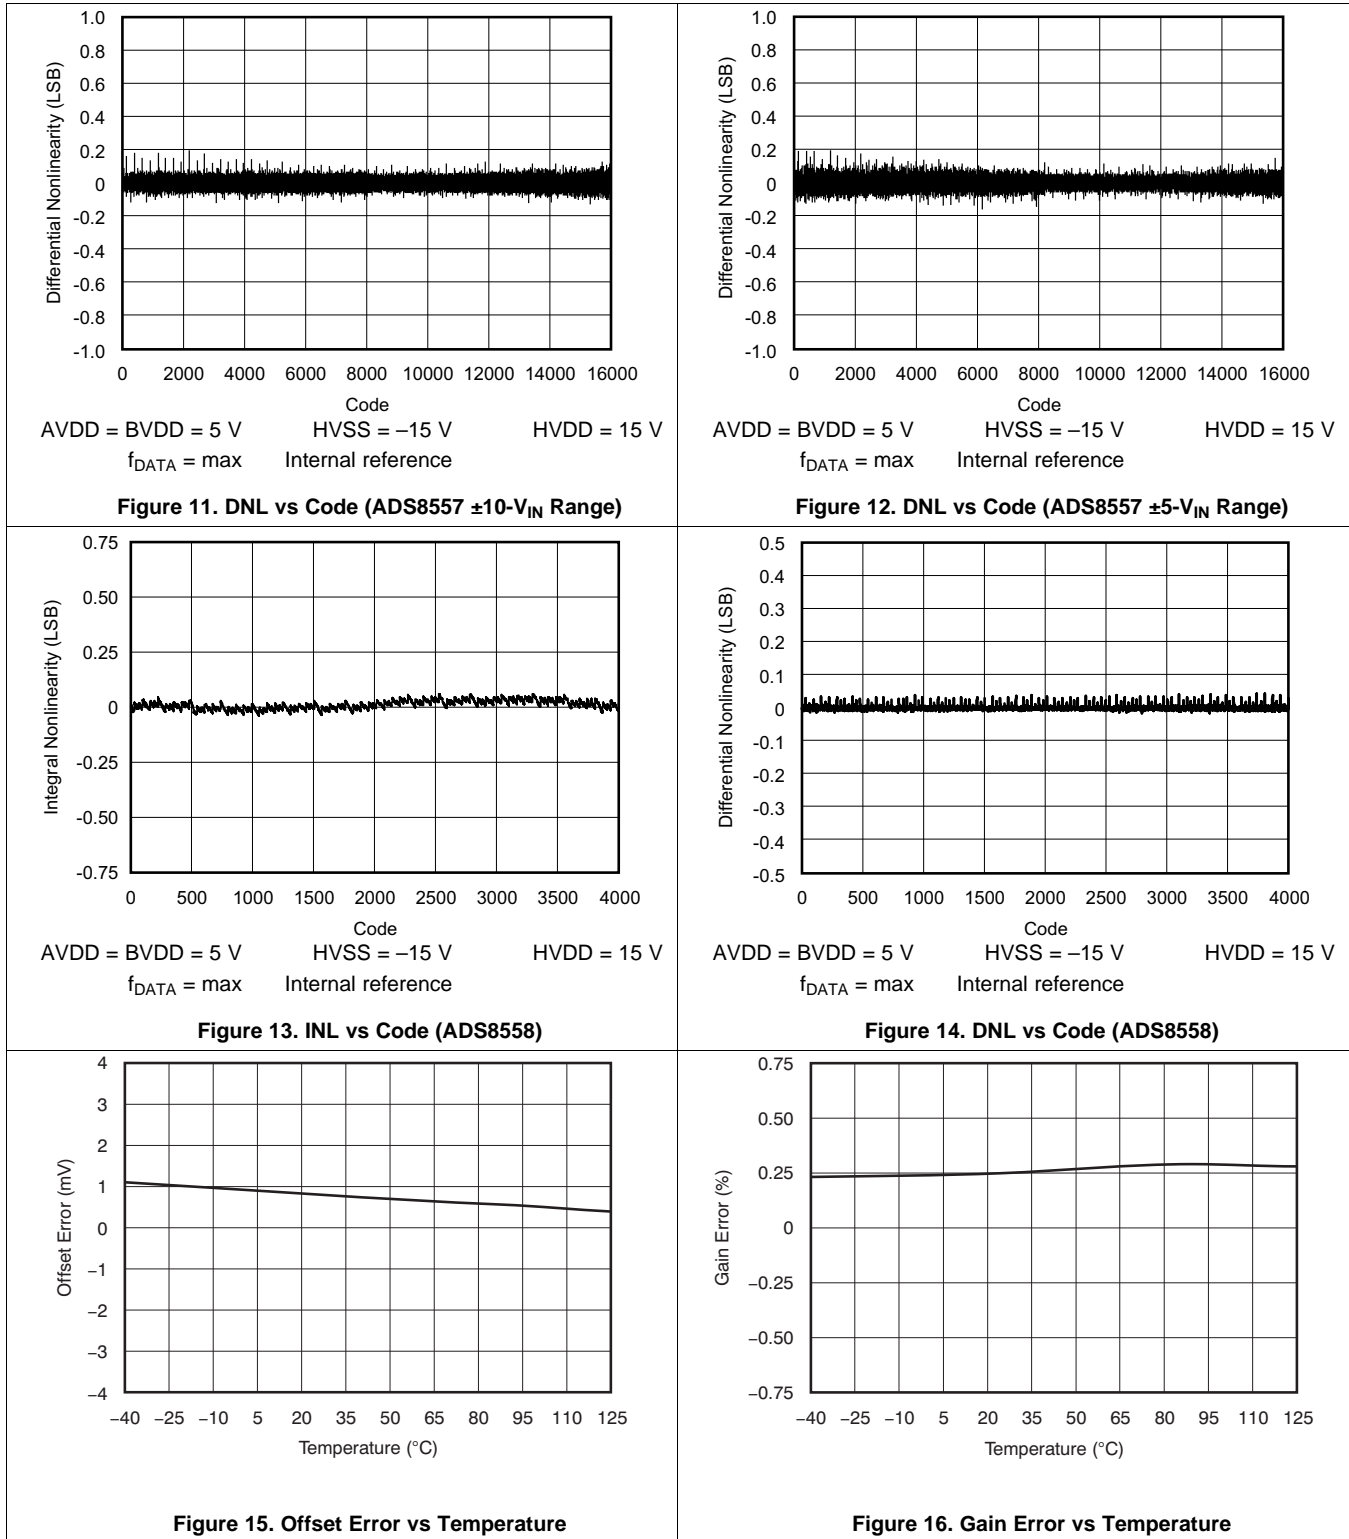 1.0
0.8
0.6
0.4
0.2
0
-0.2
-0.4
-0.6
-0.8
-1.0
Differential Nonlinearity (LSB)
0 2000 4000 6000 8000 10000 12000 14000 16000
Code
AVDD = BVDD = 5 V HVSS = –15 V HVDD = 15 V
fDATA = max Internal reference
Figure 11. DNL vs Code (ADS8557 ±10-VIN Range)
1.0
0.8
0.6
0.4
0.2
0
-0.2
-0.4
-0.6
-0.8
-1.0
Differential Nonlinearity (LSB)
0 2000 4000 6000 8000 10000 12000 14000 16000
Code
AVDD = BVDD = 5 V HVSS = –15 V HVDD = 15 V
fDATA = max Internal reference
Figure 12. DNL vs Code (ADS8557 ±5-VIN Range)
0.75
0.50
0.25
0
-0.25
-0.50
-0.75
Integral Nonlinearity (LSB)
0 500 1000 1500 2000 2500 3000 3500 4000
Code
AVDD = BVDD = 5 V HVSS = –15 V HVDD = 15 V
fDATA = max Internal reference
Figure 13. INL vs Code (ADS8558)
0.5
0.4
0.3
0.2
0.1
0
-0.1
-0.2
-0.3
-0.4
-0.5
Differential Nonlinearity (LSB)
0 500 1000 1500 2000 2500 3000 3500 4000
Code
AVDD = BVDD = 5 V HVSS = –15 V HVDD = 15 V
fDATA = max Internal reference
Figure 14. DNL vs Code (ADS8558)
4
3
2
1
0
−1
−2
−3
−4
Offset Error (mV)
−40 −25 −10 5 20 35 50 65 80 95 110 125
Temperature (°C)
Figure 15. Offset Error vs Temperature
0.75
0.50
0.25
0
−0.25
−0.50
−0.75
Gain Error (%)
−40 −25 −10 5 20 35 50 65 80 95 110 125
Temperature (°C)
Figure 16. Gain Error vs Temperature